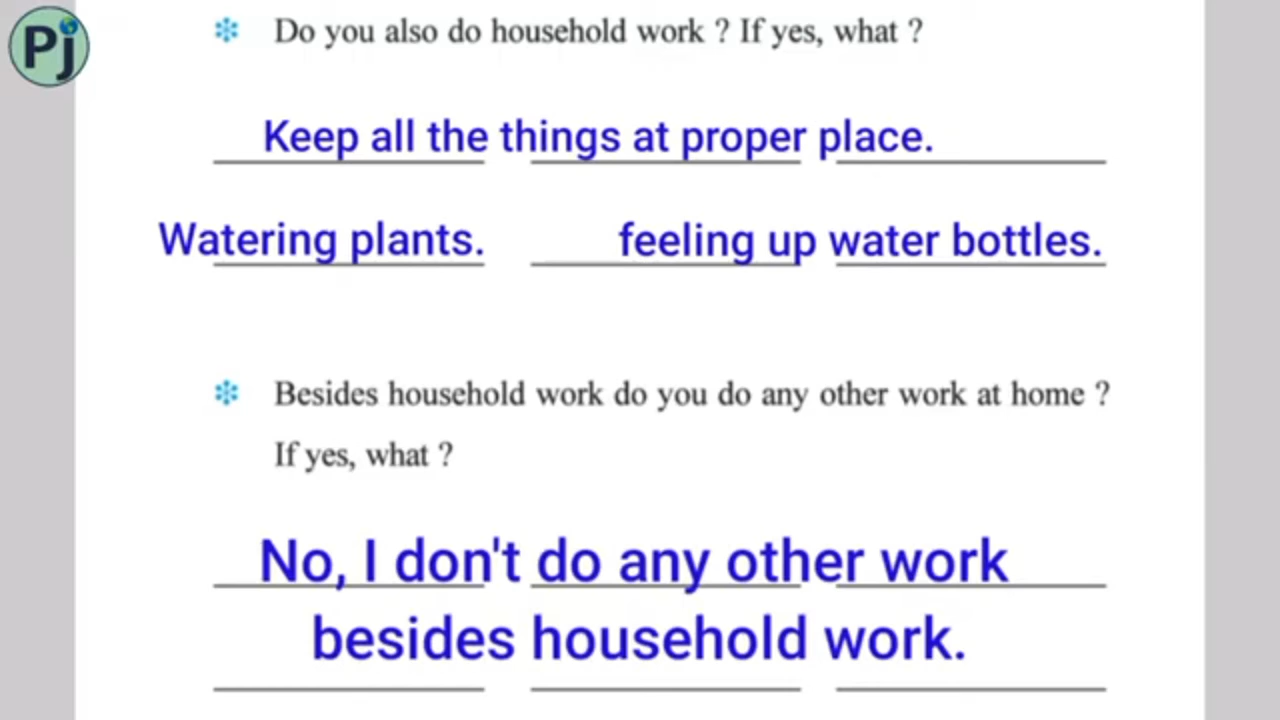 Pj
Do you also do household work ? If yes, what ?
Keep all the things at proper place.
Watering plants. feeling up water bottles.
Besides household work do you do any other work at home ?
If yes, what ?
No, I don't do any other work
besides household work.